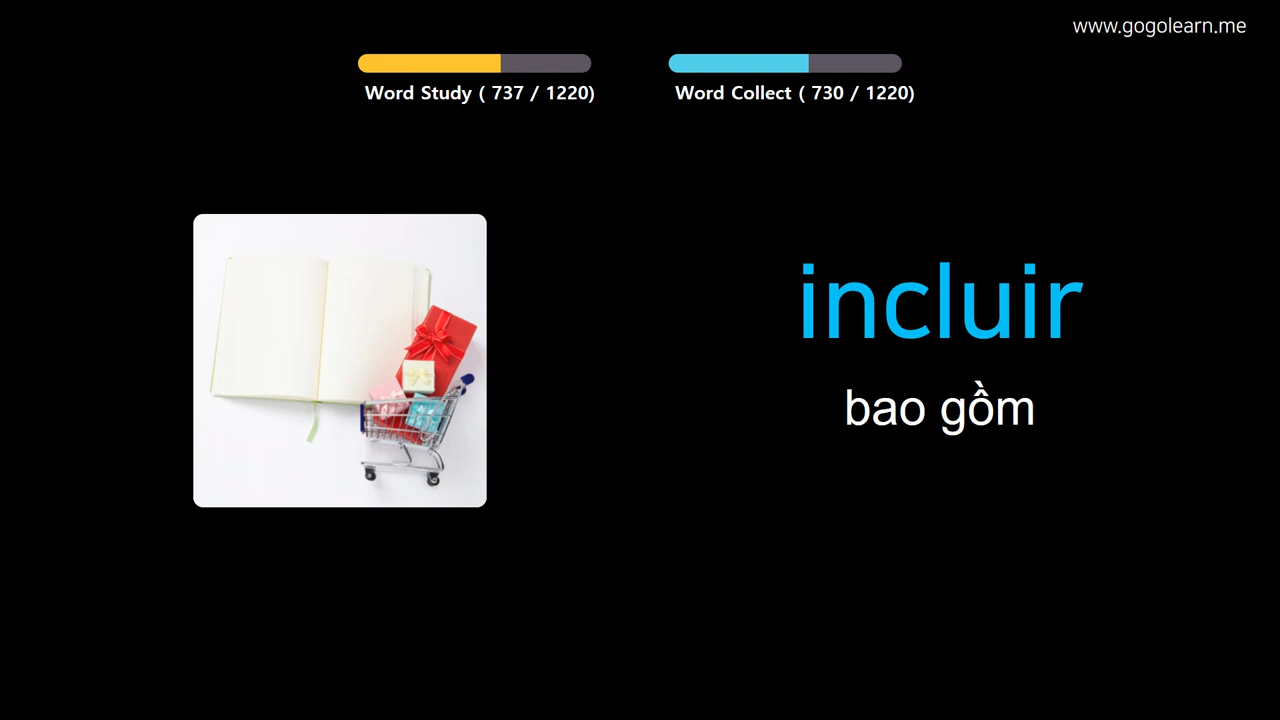 www.gogolearn.me
Word Study ( 737 / 1220)
Word Collect ( 730 / 1220)
incluir
bao gồm